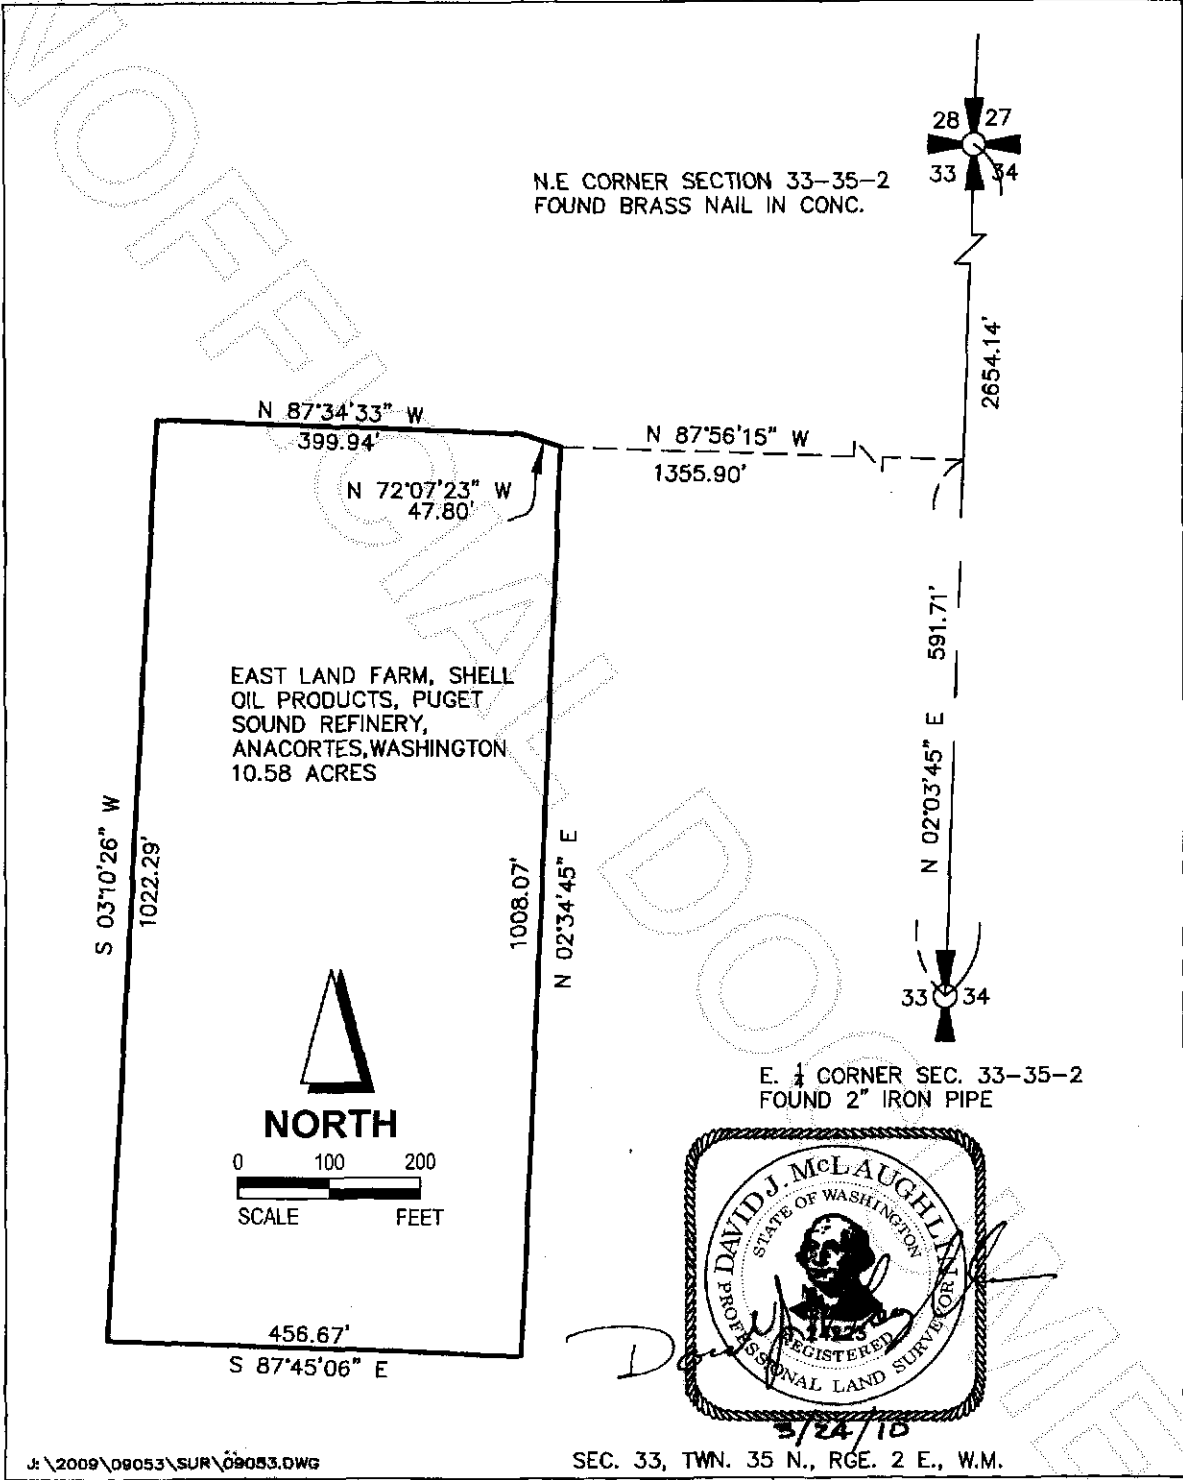 UNOFFICIAL DOCUMENT
28 27
33 34
N.E CORNER SECTION 33-35-2
FOUND BRASS NAIL IN CONC.
2654.14'
N 87°34'33" W
399.94'
N 87°56'15" W
1355.90'
N 72°07'23" W
47.80'
591.71'
N 02°03'45" E
EAST LAND FARM, SHELL
OIL PRODUCTS, PUGET
SOUND REFINERY,
ANACORTES,WASHINGTON
10.58 ACRES
S 03°10'26" W
1022.29'
1008.07'
N 02°34'45" E
33 34
E. 1/4 CORNER SEC. 33-35-2
FOUND 2" IRON PIPE
NORTH
0 100 200
SCALE FEET
456.67'
S 87°45'06" E
DAVID J. McLAUGHLIN
STATE OF WASHINGTON
REGISTERED
PROFESSIONAL LAND SURVEYOR
3/24/10
J:\2009\09053\SUR\09053.DWG
SEC. 33, TWN. 35 N., RGE. 2 E., W.M.